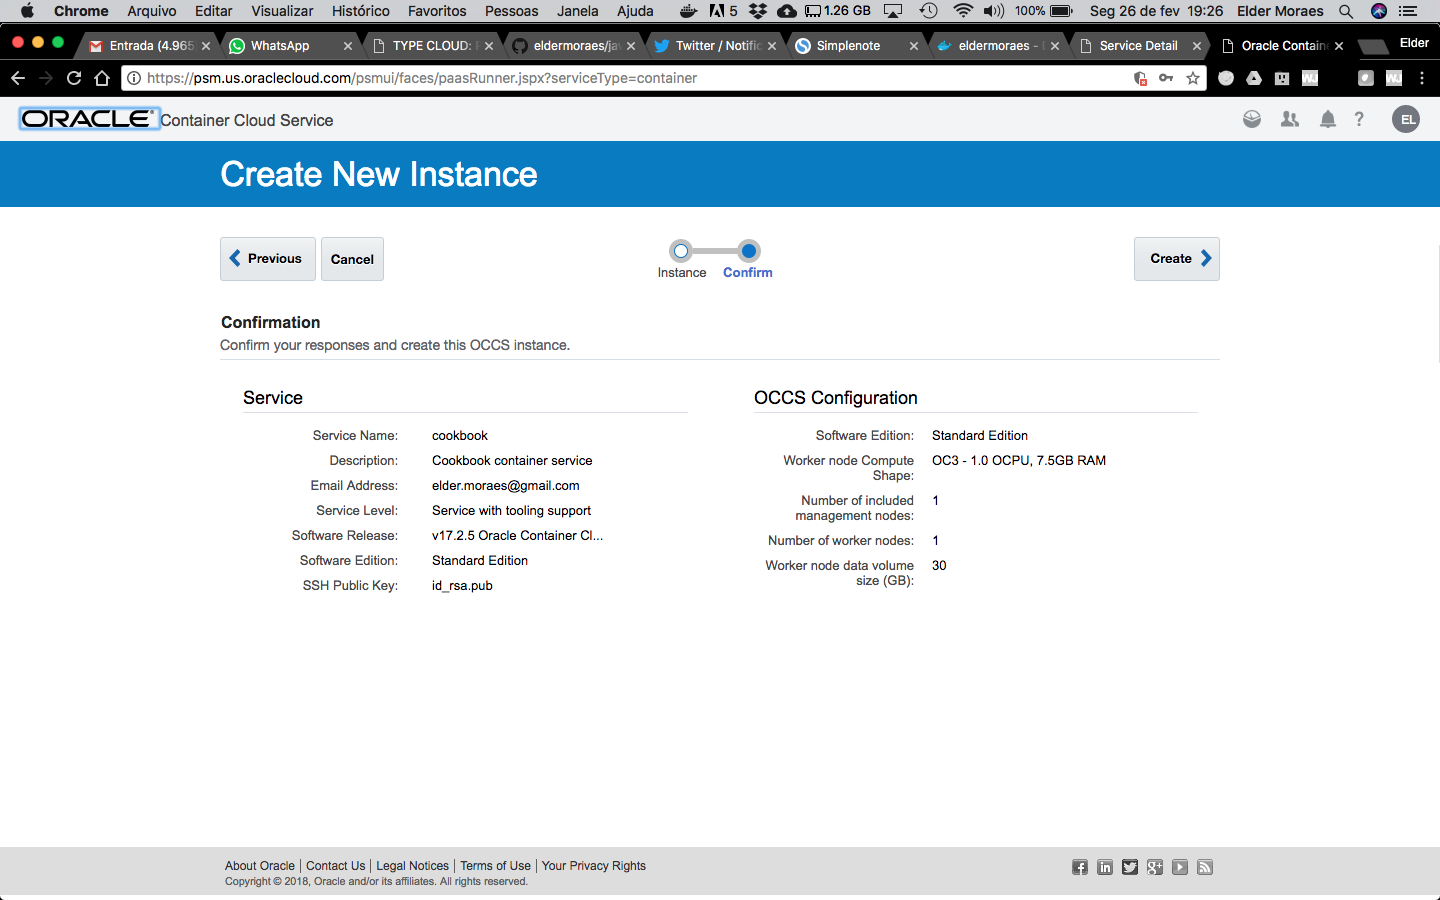 Chrome Arquivo Editar Visualizar Histórico Favoritos Pessoas Janela Ajuda 5 1.26 GB 100% Seg 26 de fev 19:26 Elder Moraes
Entrada (4.965 WhatsApp TYPE CLOUD: eldermoraes/jav Twitter / Notific Simplenote eldermoraes - Service Detail Oracle Contain Elder
https://psm.us.oraclecloud.com/psmui/faces/paasRunner.jspx?serviceType=container
ORACLE Container Cloud Service ? EL
Create New Instance
Previous Cancel Create
Instance Confirm
Confirmation
Confirm your responses and create this OCCS instance.
Service
Service Name: cookbook
Description: Cookbook container service
Email Address: elder.moraes@gmail.com
Service Level: Service with tooling support
Software Release: v17.2.5 Oracle Container Cl...
Software Edition: Standard Edition
SSH Public Key: id_rsa.pub
OCCS Configuration
Software Edition: Standard Edition
Worker node Compute OC3 - 1.0 OCPU, 7.5GB RAM
Shape:
Number of included 1
management nodes:
Number of worker nodes: 1
Worker node data volume 30
size (GB):
About Oracle | Contact Us | Legal Notices | Terms of Use | Your Privacy Rights
Copyright © 2018, Oracle and/or its affiliates. All rights reserved.